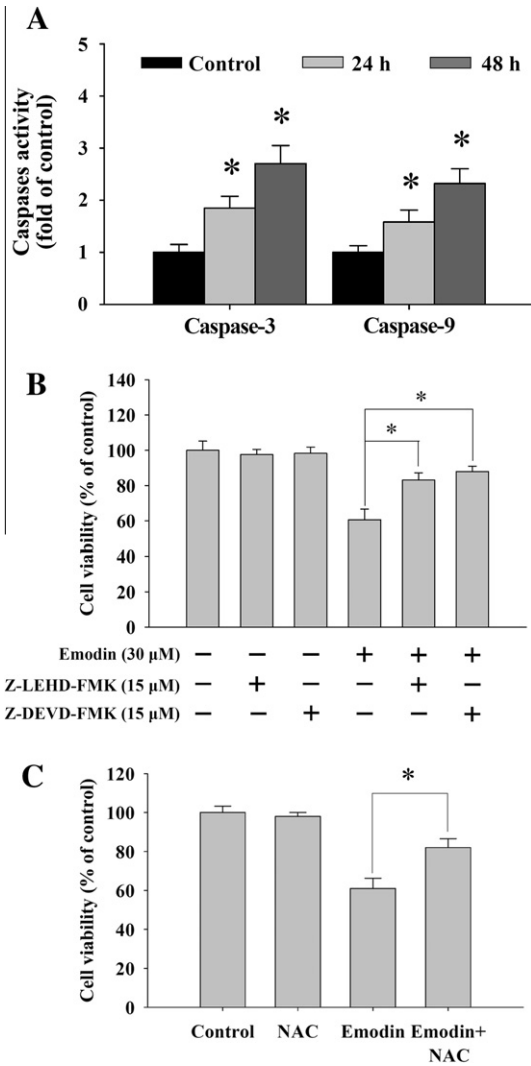 A
Control 24 h 48 h
Caspases activity
(fold of control)
5
4
3
2
1
0
* * * *
Caspase-3 Caspase-9
B
Cell viability (% of control)
140
120
100
80
60
40
20
0
*
*
Emodin (30 μM) − − − + + +
Z-LEHD-FMK (15 μM) − + − − + −
Z-DEVD-FMK (15 μM) − − + − − +
C
Cell viability (% of control)
120
100
80
60
40
20
0
*
Control NAC Emodin Emodin+
NAC